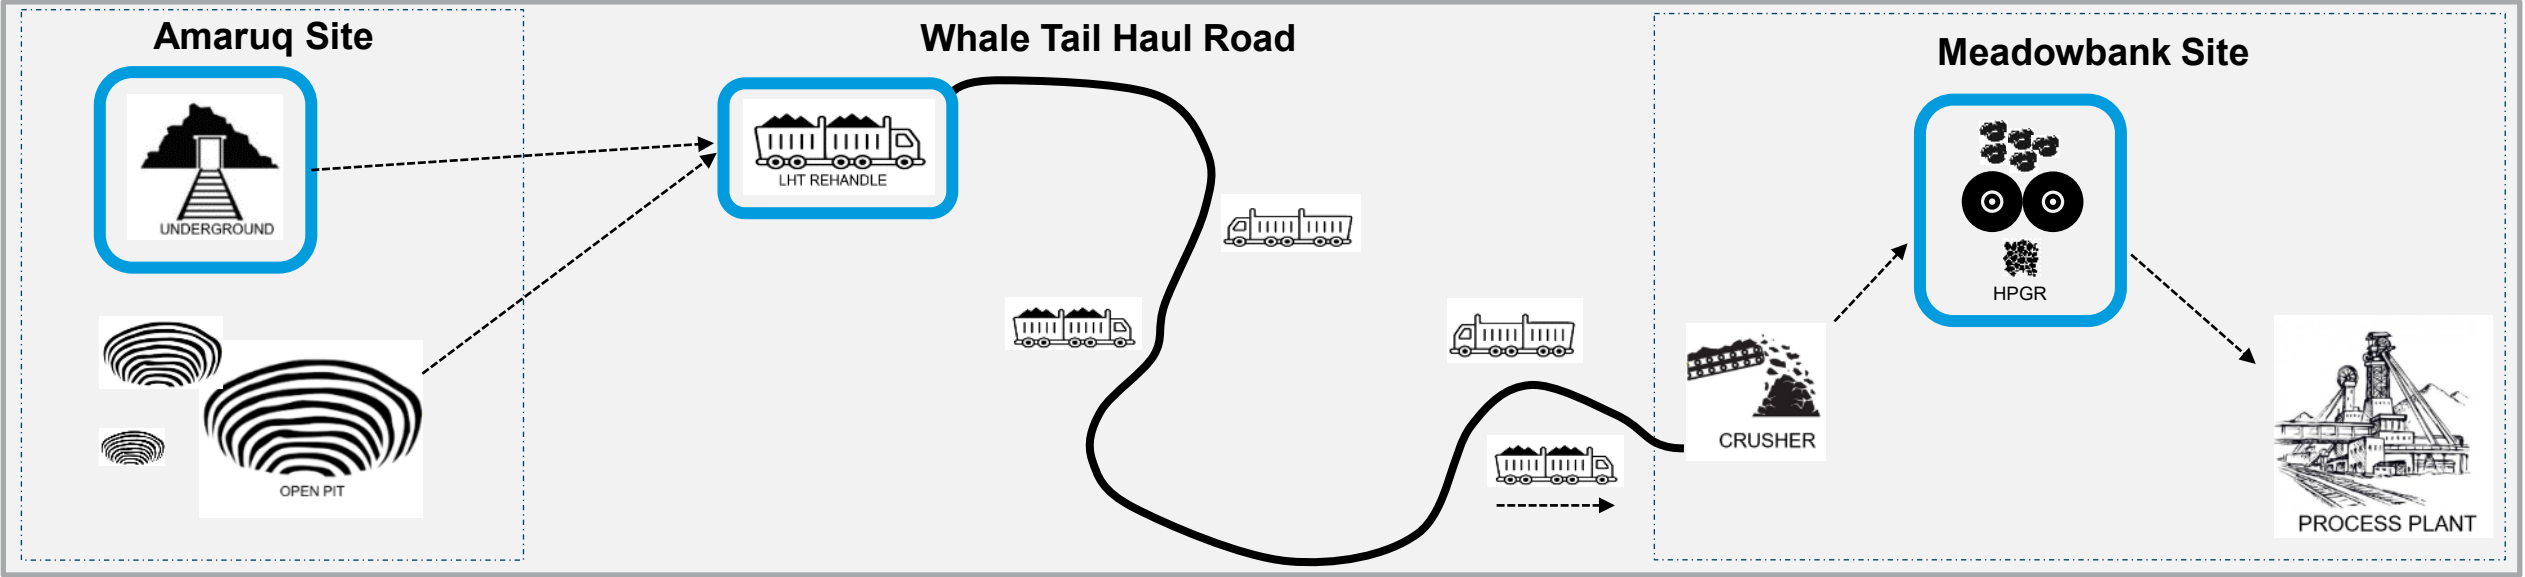 Amaruq Site
Whale Tail Haul Road
Meadowbank Site
UNDERGROUND
LHT REHANDLE
HPGR
CRUSHER
OPEN PIT
PROCESS PLANT